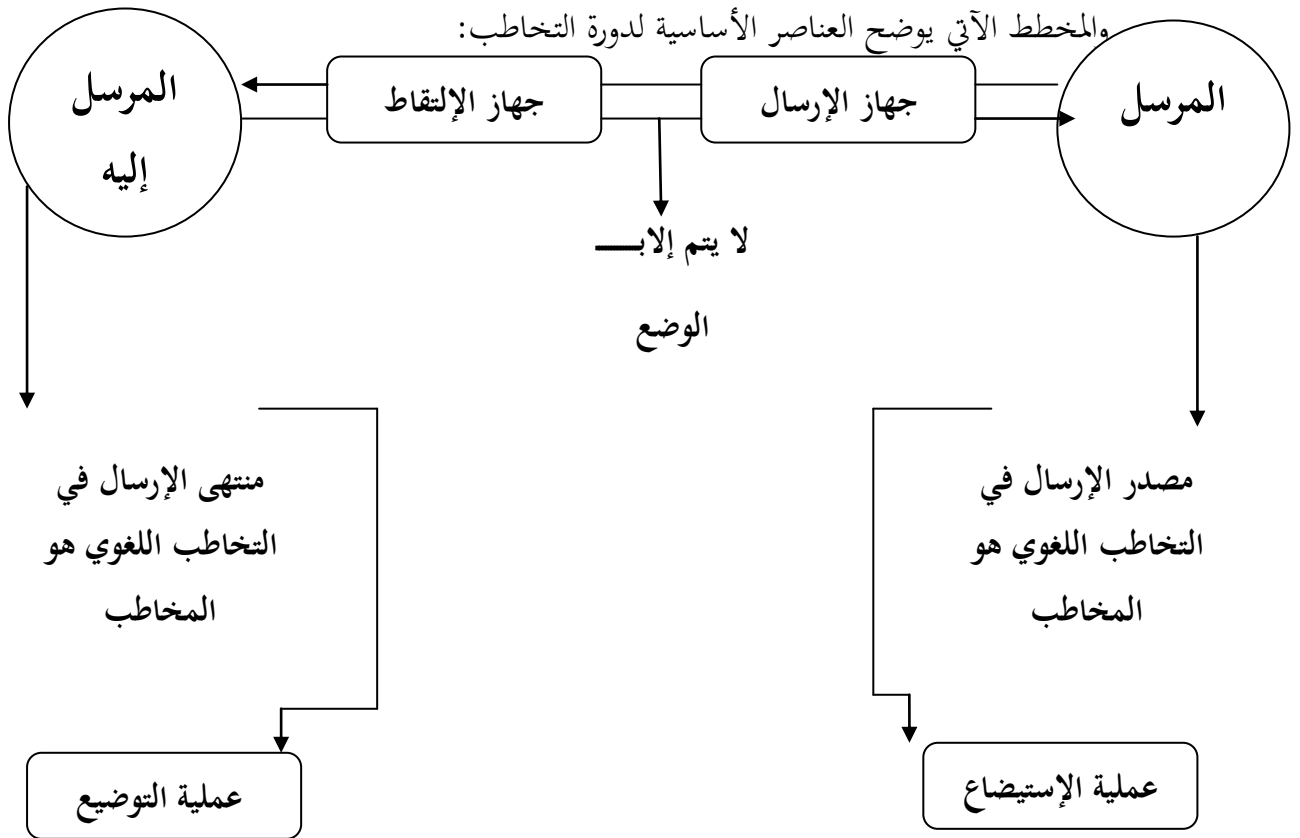 والمخطط الآتي يوضح العناصر الأساسية لدورة التخاطب:
المرسل
جهاز الإرسال
جهاز الإلتقاط
المرسل
إليه
لا يتم إلابـــــ
الوضع
مصدر الإرسال في
التخاطب اللغوي هو
المخاطب
منتهى الإرسال في
التخاطب اللغوي هو
المخاطب
عملية الإستيضاع
عملية التوضيع